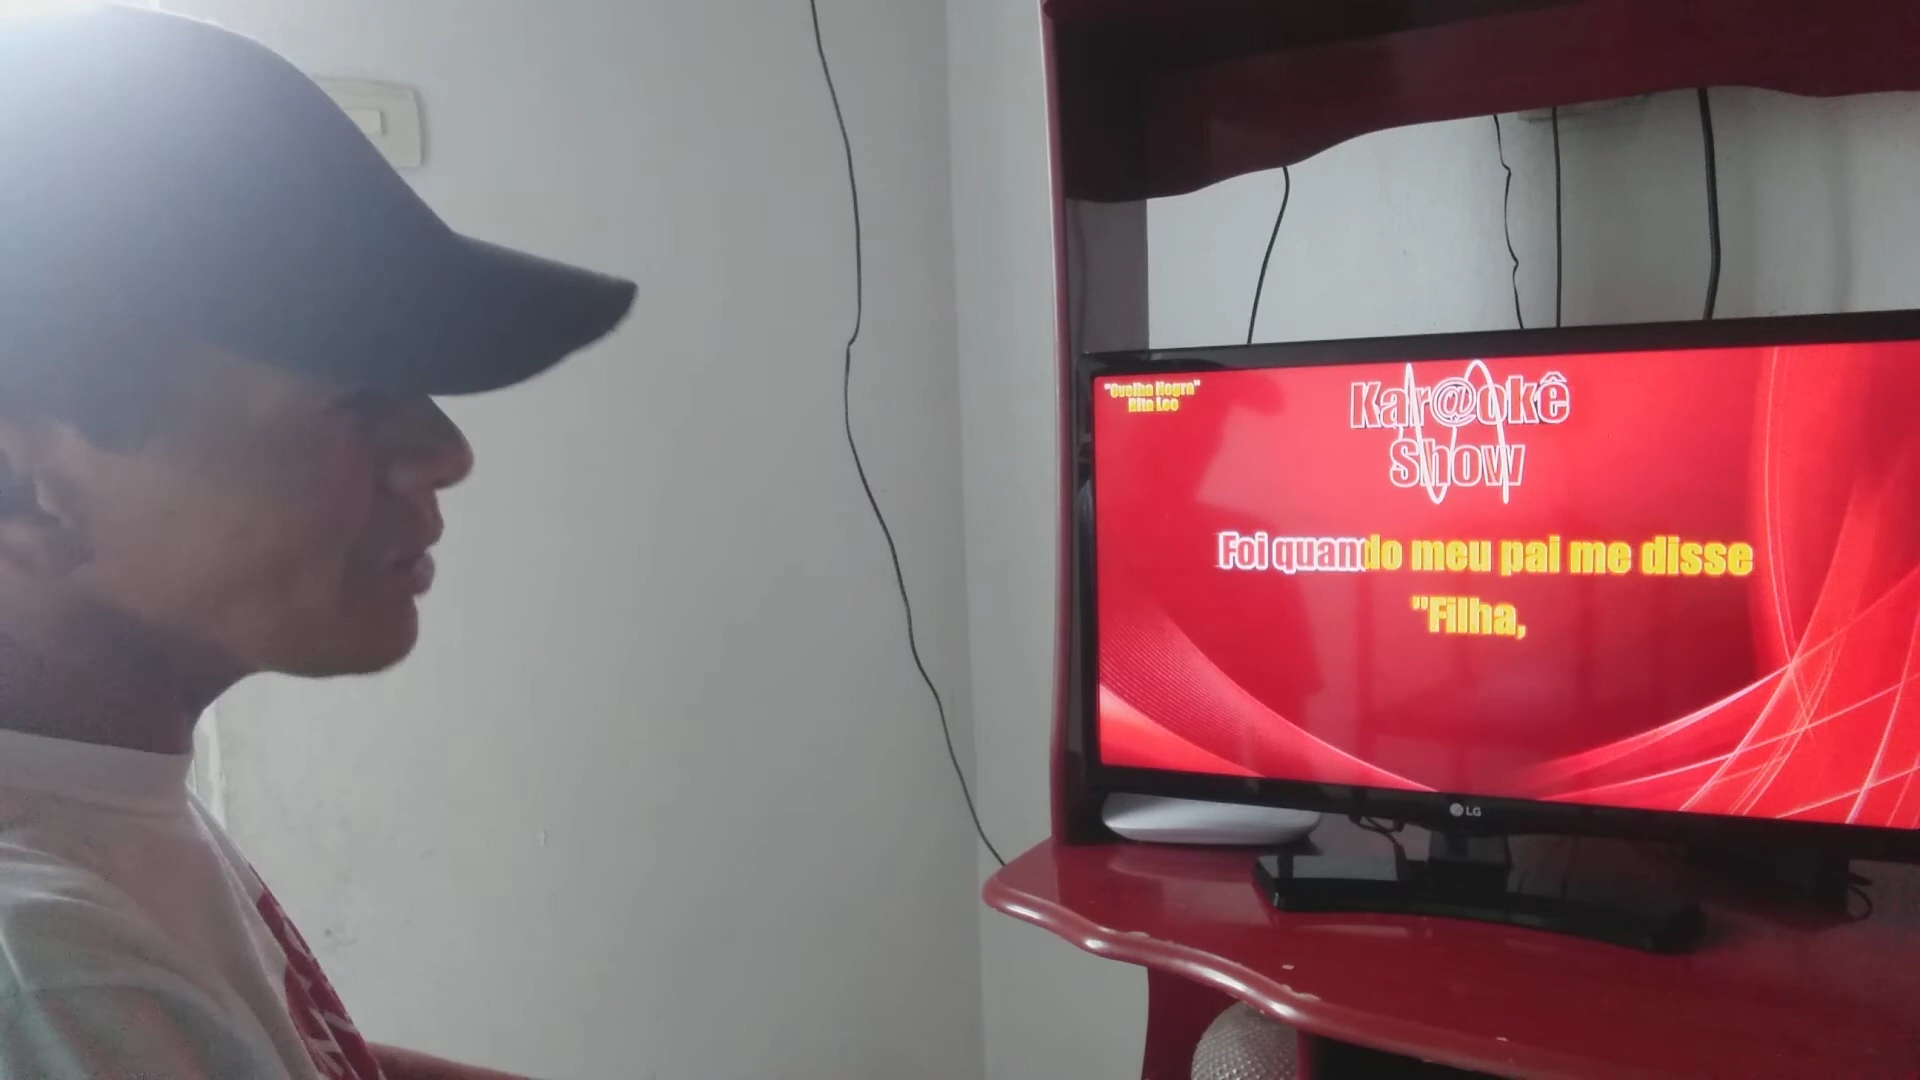 "Ovelha Negra"
Rita Lee
Kar@okê
Show
Foi quando meu pai me disse
"Filha,
LG